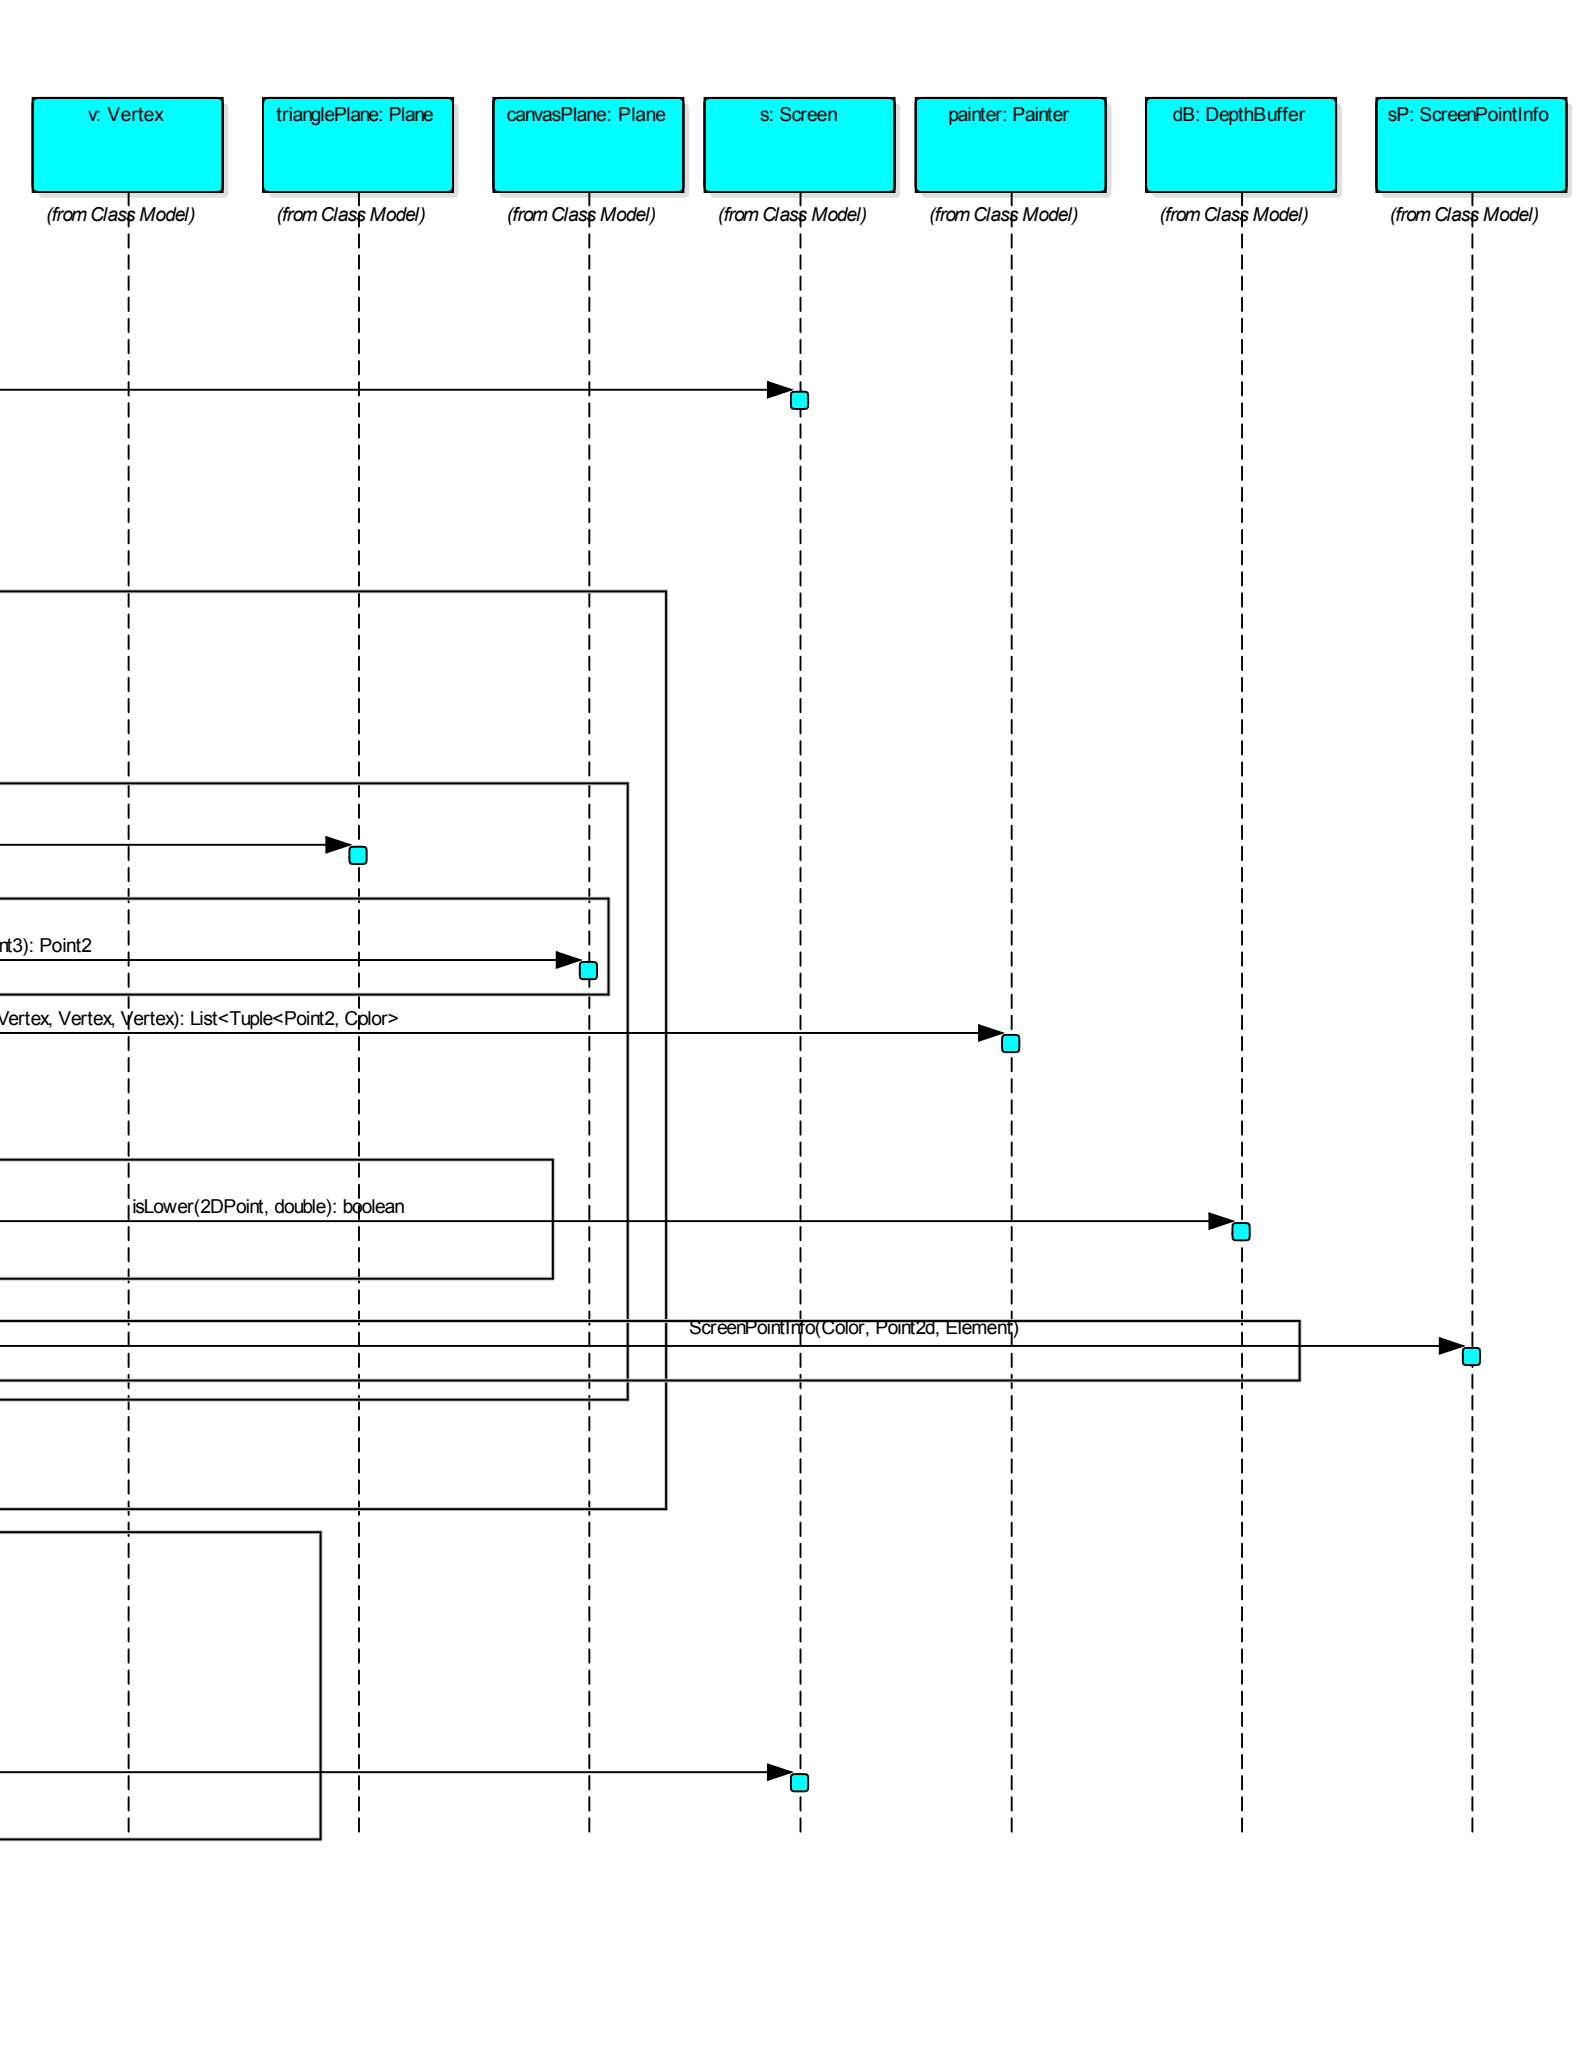 v: Vertex
trianglePlane: Plane
canvasPlane: Plane
s: Screen
painter: Painter
dB: DepthBuffer
sP: ScreenPointInfo
(from Class Model)
(from Class Model)
(from Class Model)
(from Class Model)
(from Class Model)
(from Class Model)
(from Class Model)
nt3): Point2
Vertex, Vertex, Vertex): List<Tuple<Point2, Color>
isLower(2DPoint, double): boolean
ScreenPointInfo(Color, Point2d, Element)